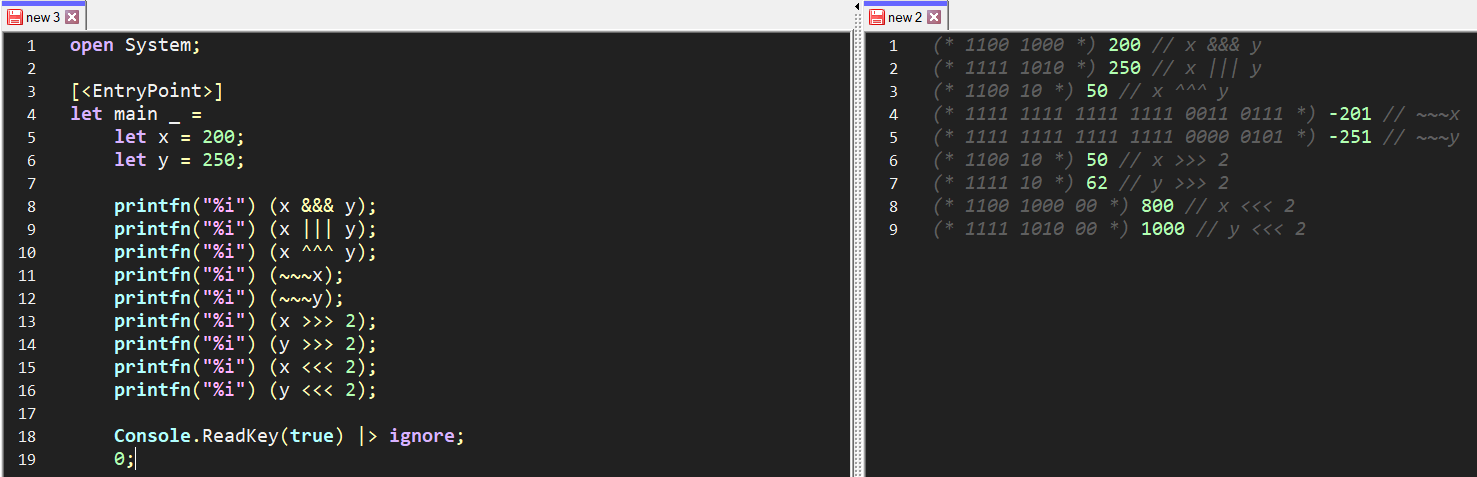 new 3
1 open System;
2
3 [<EntryPoint>]
4 let main _ =
5     let x = 200;
6     let y = 250;
7
8     printfn("%i") (x &&& y);
9     printfn("%i") (x ||| y);
10     printfn("%i") (x ^^^ y);
11     printfn("%i") (~~~x);
12     printfn("%i") (~~~y);
13     printfn("%i") (x >>> 2);
14     printfn("%i") (y >>> 2);
15     printfn("%i") (x <<< 2);
16     printfn("%i") (y <<< 2);
17
18     Console.ReadKey(true) |> ignore;
19     0;
new 2
1 (* 1100 1000 *) 200 // x &&& y
2 (* 1111 1010 *) 250 // x ||| y
3 (* 1100 10 *) 50 // x ^^^ y
4 (* 1111 1111 1111 1111 0011 0111 *) -201 // ~~~x
5 (* 1111 1111 1111 1111 0000 0101 *) -251 // ~~~y
6 (* 1100 10 *) 50 // x >>> 2
7 (* 1111 10 *) 62 // y >>> 2
8 (* 1100 1000 00 *) 800 // x <<< 2
9 (* 1111 1010 00 *) 1000 // y <<< 2